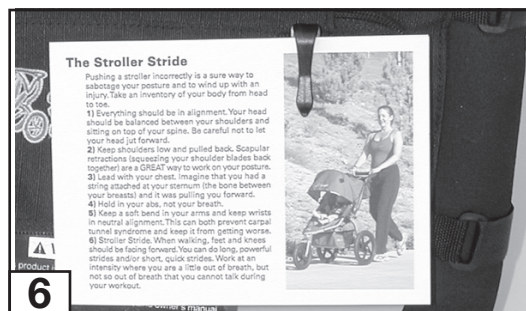 The Stroller Stride
Pushing a stroller incorrectly is a sure way to
sabotage your posture and to wind up with an
injury. Take an inventory of your body from head
to toe.
1) Everything should be in alignment. Your head
should be balanced between your shoulders and
sitting on top of your spine. Be careful not to let
your head jut forward.
2) Keep shoulders low and pulled back. Scapular
retractions (squeezing your shoulder blades back
together) are a GREAT way to work on your posture.
3) Lead with your chest. Imagine that you had a
string attached at your sternum (the bone between
your breasts) and it was pulling you forward.
4) Hold in your abs, not your breath.
5) Keep a soft bend in your arms and keep wrists
in neutral alignment. This can both prevent carpal
tunnel syndrome and keep it from getting worse.
6) Stroller Stride. When walking, feet and knees
should be facing forward. You can do long, powerful
strides and/or short, quick strides. Work at an
intensity where you are a little out of breath, but
not so out of breath that you cannot talk during
your workout.
product
owner's manual
6